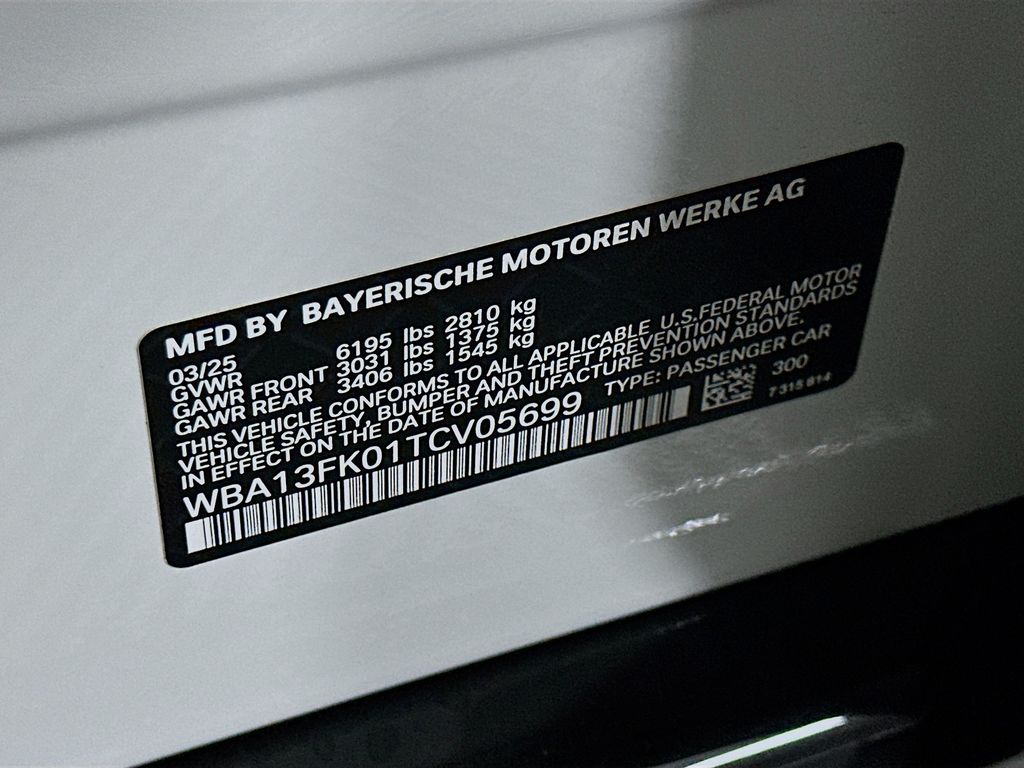 MFD BY BAYERISCHE MOTOREN WERKE AG
03/25
GVWR 6195 lbs 2810 kg
GAWR FRONT 3031 lbs 1375 kg
GAWR REAR 3406 lbs 1545 kg
THIS VEHICLE CONFORMS TO ALL APPLICABLE U.S.FEDERAL MOTOR
VEHICLE SAFETY, BUMPER AND THEFT PREVENTION STANDARDS
IN EFFECT ON THE DATE OF MANUFACTURE SHOWN ABOVE.
WBA13FK01TCV05699 TYPE: PASSENGER CAR
300
7 315 814